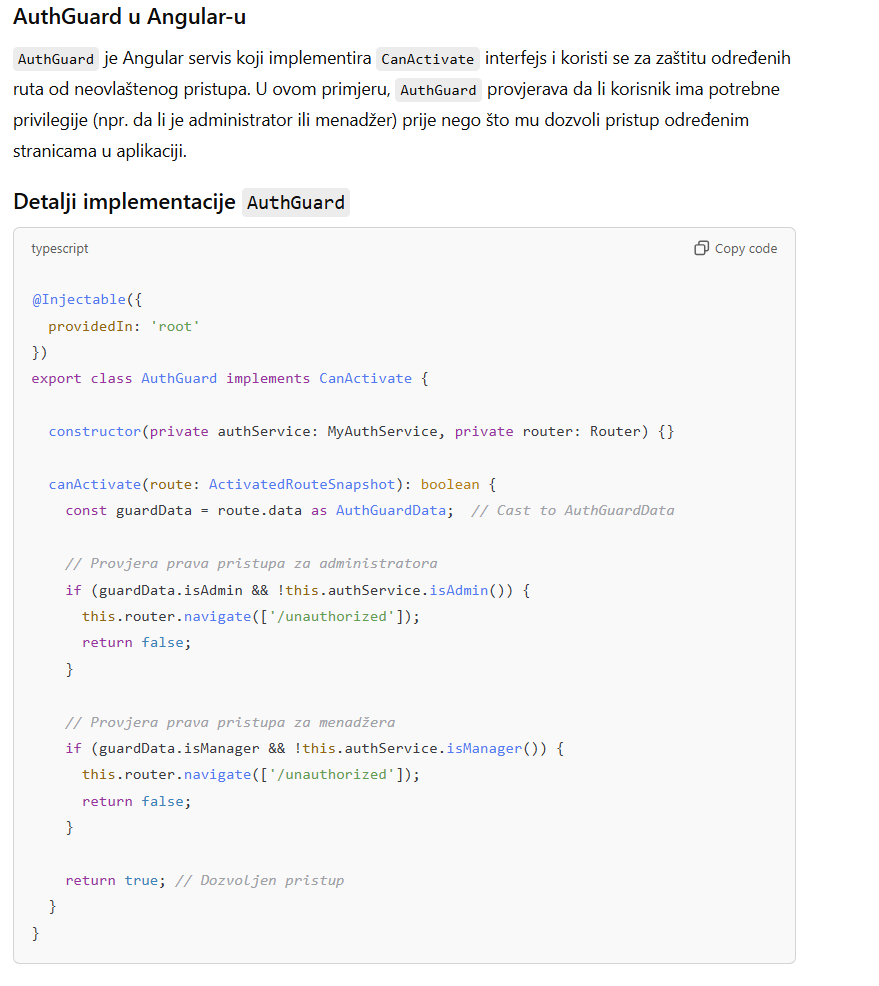 AuthGuard u Angular-u
AuthGuard je Angular servis koji implementira CanActivate interfejs i koristi se za zaštitu određenih
ruta od neovlaštenog pristupa. U ovom primjeru, AuthGuard provjerava da li korisnik ima potrebne
privilegije (npr. da li je administrator ili menadžer) prije nego što mu dozvoli pristup određenim
stranicama u aplikaciji.
Detalji implementacije AuthGuard
typescript
Copy code
@Injectable({
  providedIn: 'root'
})
export class AuthGuard implements CanActivate {
  constructor(private authService: MyAuthService, private router: Router) {}
  canActivate(route: ActivatedRouteSnapshot): boolean {
    const guardData = route.data as AuthGuardData;  // Cast to AuthGuardData
    // Provjera prava pristupa za administratora
    if (guardData.isAdmin && !this.authService.isAdmin()) {
      this.router.navigate(['/unauthorized']);
      return false;
    }
    // Provjera prava pristupa za menadžera
    if (guardData.isManager && !this.authService.isManager()) {
      this.router.navigate(['/unauthorized']);
      return false;
    }
    return true; // Dozvoljen pristup
  }
}